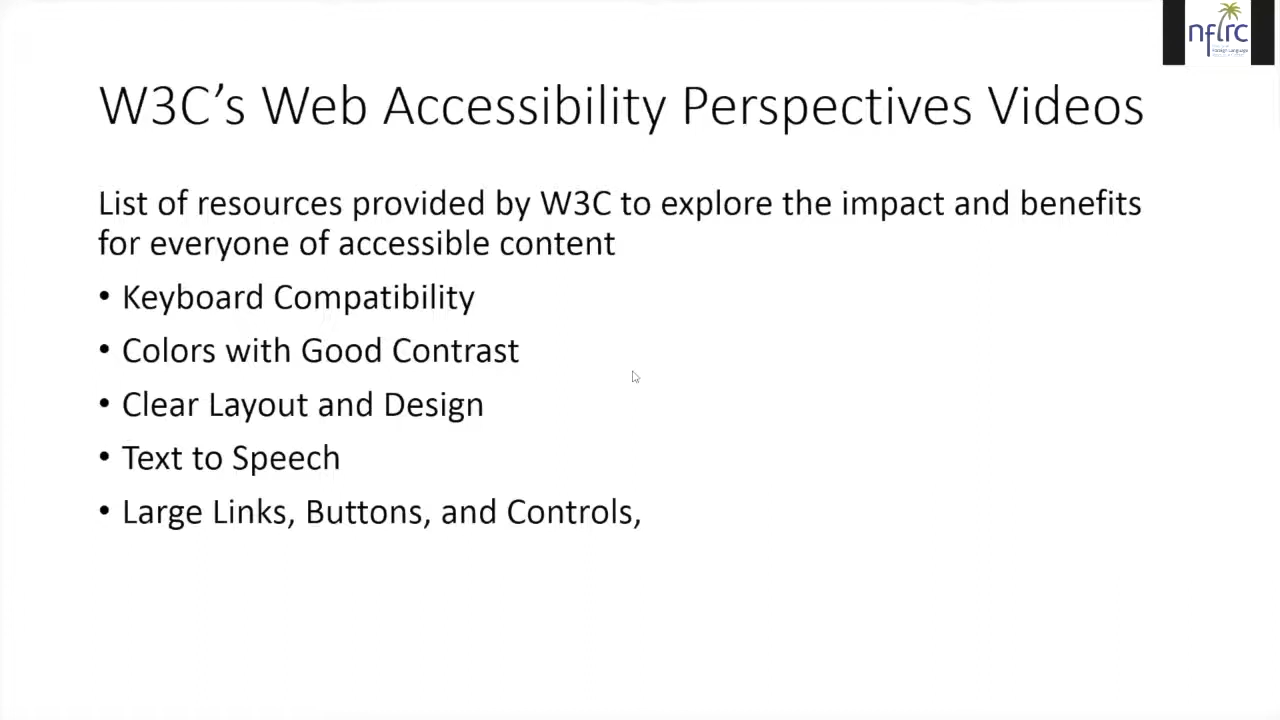 nflrc
Foreign Language
W3C’s Web Accessibility Perspectives Videos
List of resources provided by W3C to explore the impact and benefits
for everyone of accessible content
• Keyboard Compatibility
• Colors with Good Contrast
• Clear Layout and Design
• Text to Speech
• Large Links, Buttons, and Controls,